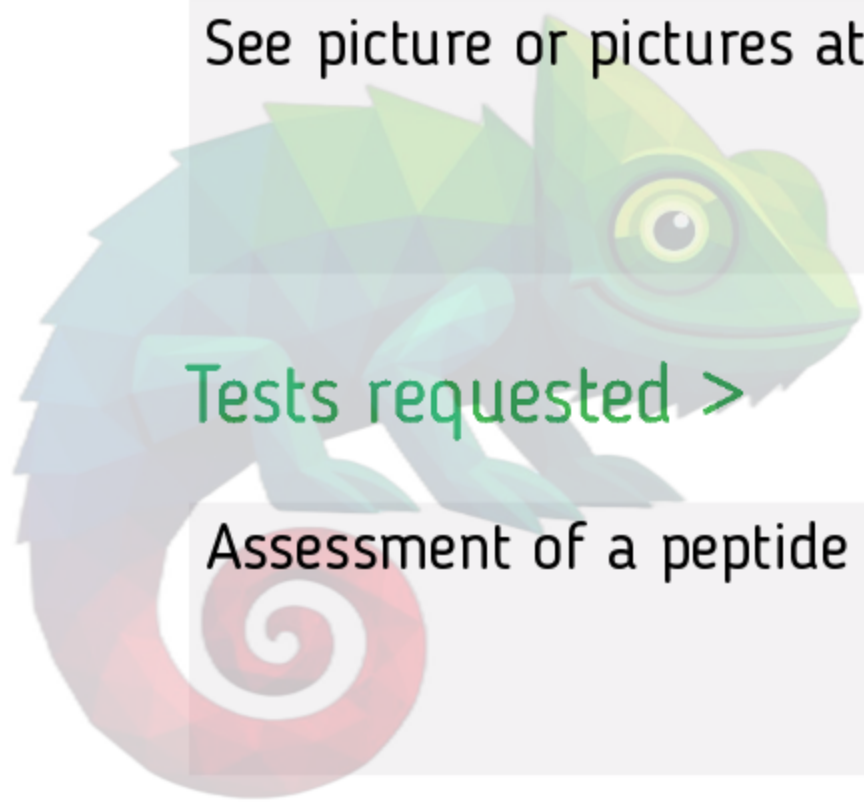 See picture or pictures at
Tests requested >
Assessment of a peptide